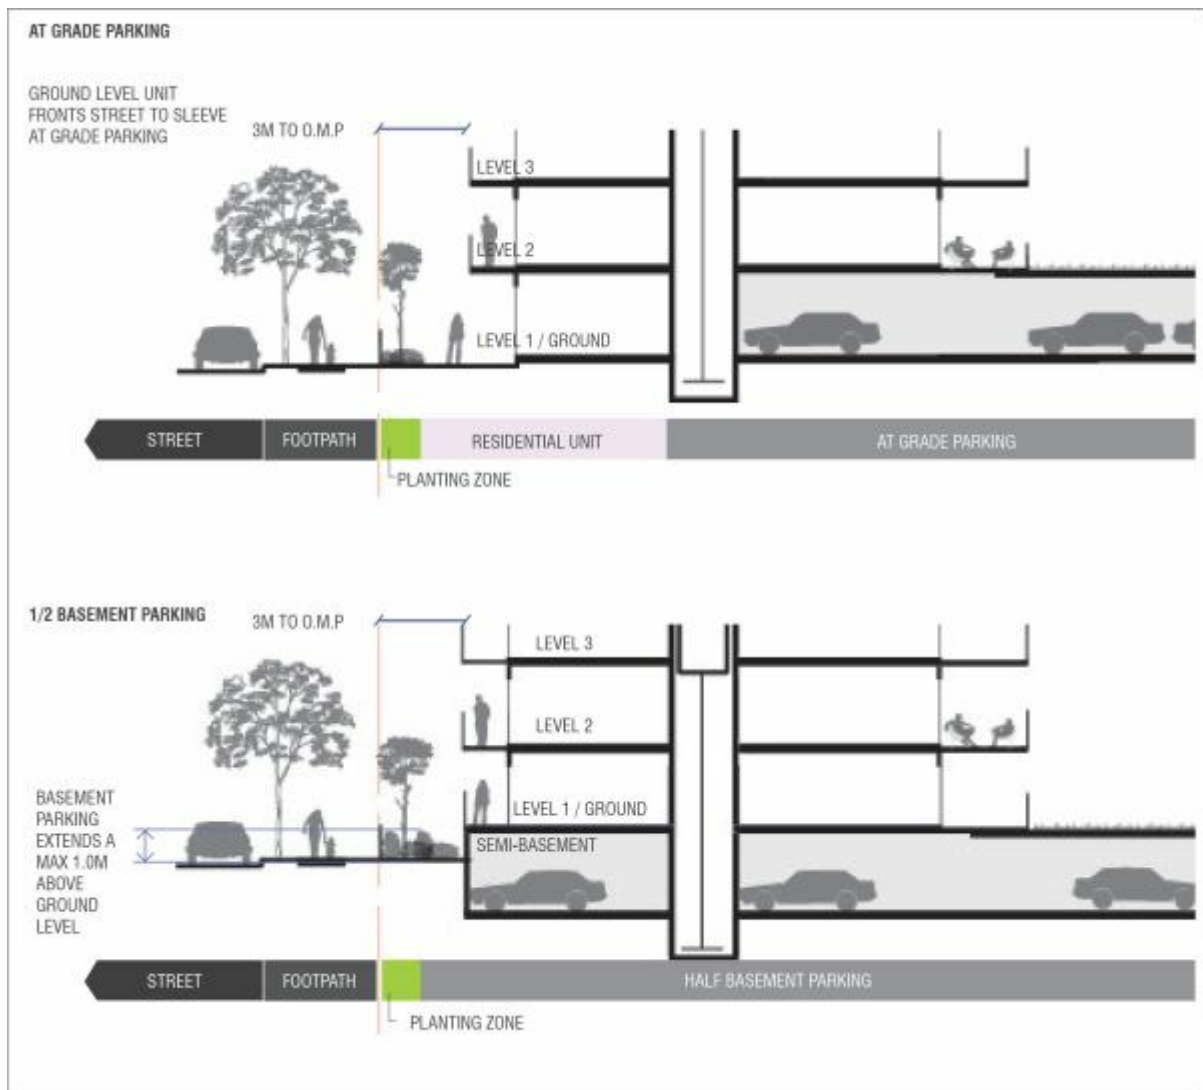 AT GRADE PARKING
GROUND LEVEL UNIT
FRONTS STREET TO SLEEVE
AT GRADE PARKING
3M TO O.M.P
LEVEL 3
LEVEL 2
LEVEL 1 / GROUND
STREET
FOOTPATH
RESIDENTIAL UNIT
AT GRADE PARKING
PLANTING ZONE
1/2 BASEMENT PARKING
3M TO O.M.P
LEVEL 3
LEVEL 2
LEVEL 1 / GROUND
SEMI-BASEMENT
BASEMENT
PARKING
EXTENDS A
MAX 1.0M
ABOVE
GROUND
LEVEL
STREET
FOOTPATH
HALF BASEMENT PARKING
PLANTING ZONE